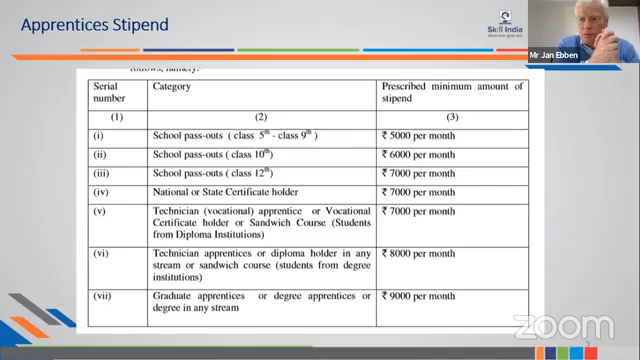 Apprentices Stipend
Skill India
Mr Jan Ebben
follows, namely:-
Serial number
Category
Prescribed minimum amount of stipend
(1)
(2)
(3)
(i)
School pass-outs ( class 5th - class 9th )
₹ 5000 per month
(ii)
School pass-outs ( class 10th)
₹ 6000 per month
(iii)
School pass-outs ( class 12th)
₹ 7000 per month
(iv)
National or State Certificate holder
₹ 7000 per month
(v)
Technician (vocational) apprentice or Vocational
Certificate holder or Sandwich Course (Students
from Diploma Institutions)
₹ 7000 per month
(vi)
Technician apprentices or diploma holder in any
stream or sandwich course (students from degree
institutions)
₹ 8000 per month
(vii)
Graduate apprentices or degree apprentices or
degree in any stream
₹ 9000 per month
zoom
5